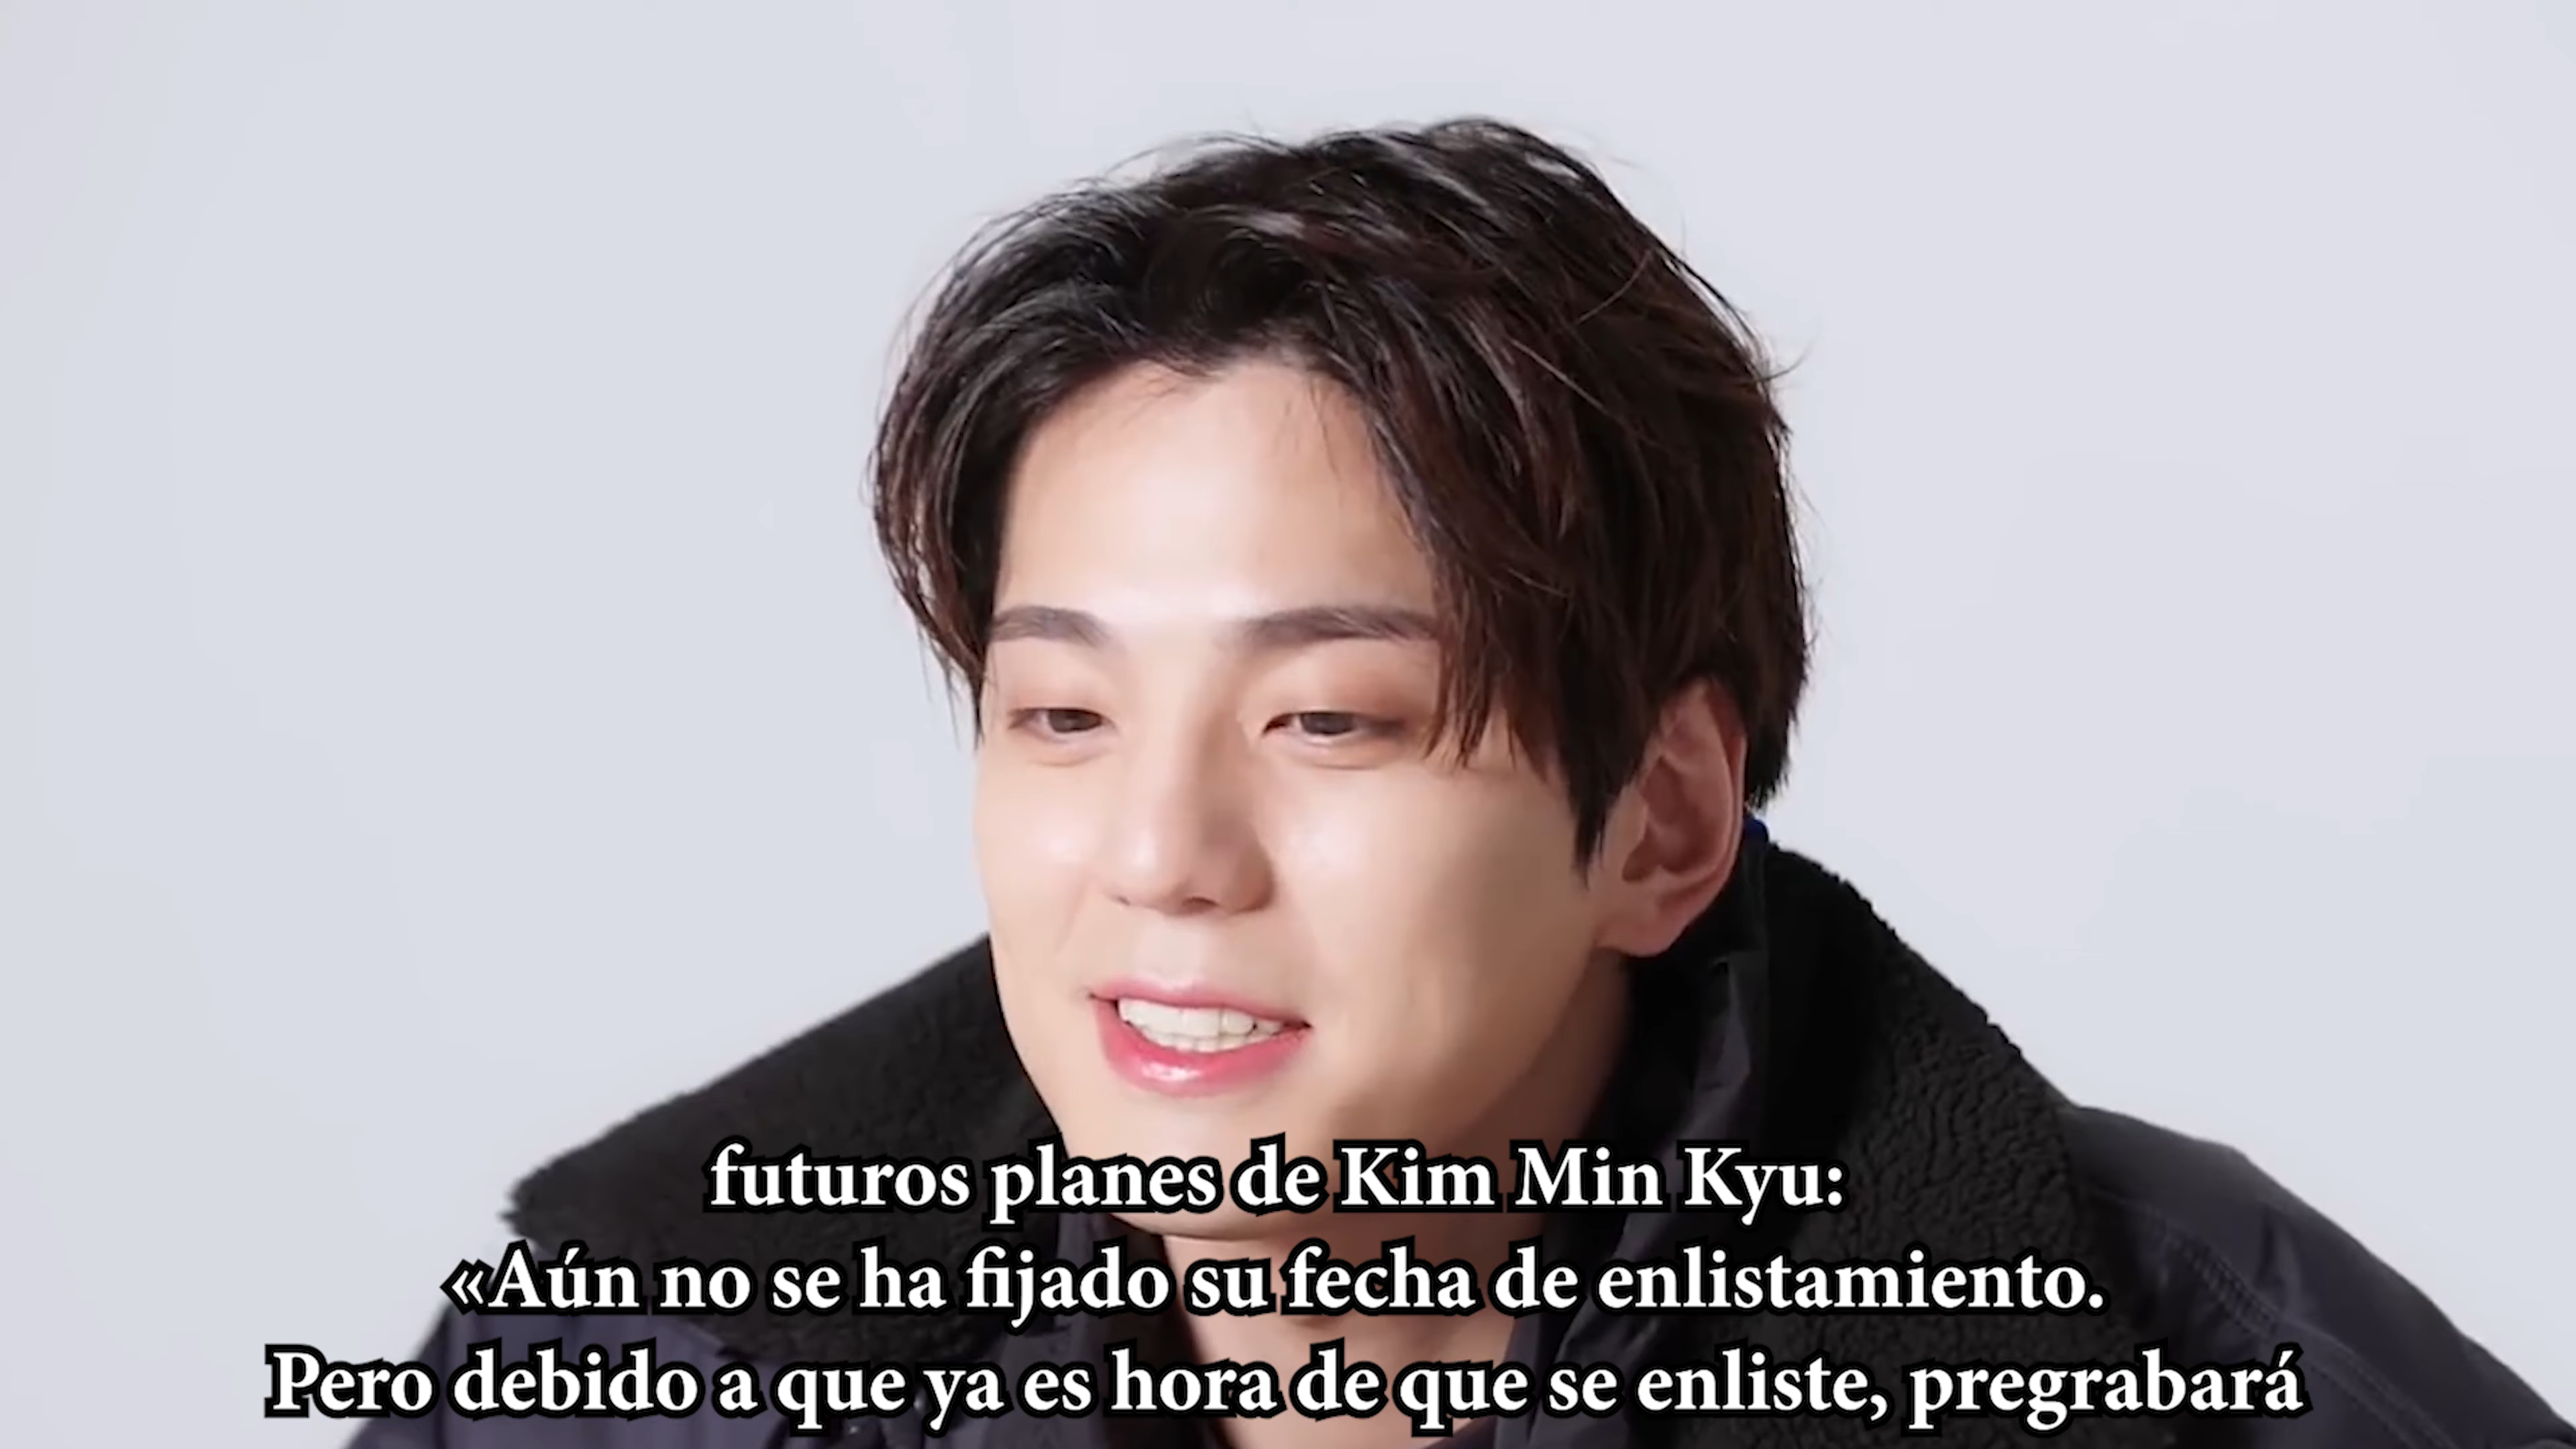 futuros planes de Kim Min Kyu:
«Aún no se ha fijado su fecha de enlistamiento.
Pero debido a que ya es hora de que se enliste, pregrabará